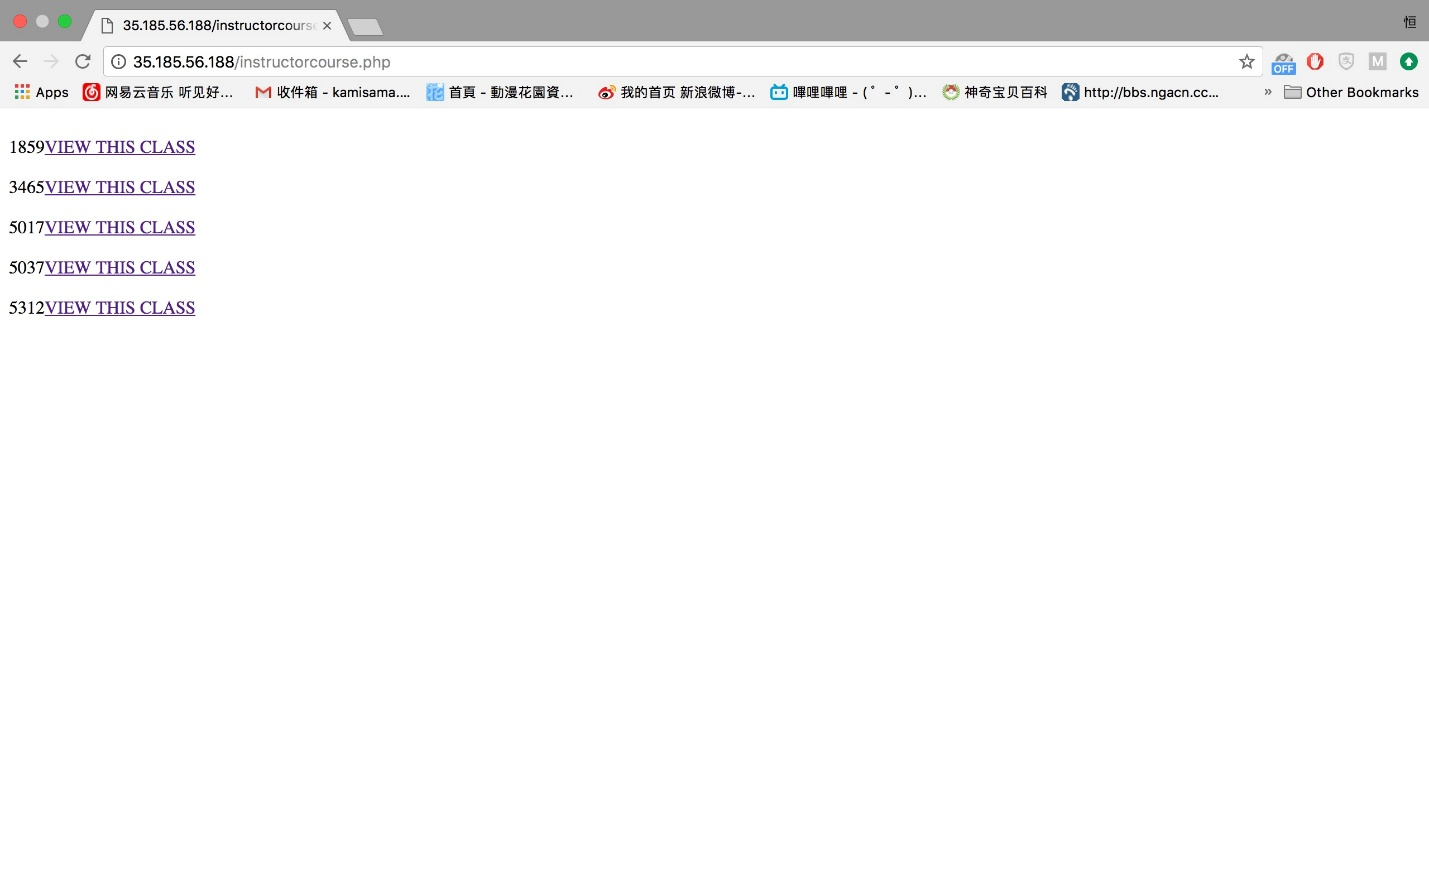 35.185.56.188/instructorcourse
恒
35.185.56.188/instructorcourse.php
OFF
M
Apps 网易云音乐 听见好... 收件箱 - kamisama.... 首頁 - 動漫花園資... 我的首页 新浪微博-... 嗶哩嗶哩 - ( ゜- ゜)... 神奇宝贝百科 http://bbs.ngacn.cc... » Other Bookmarks
1859VIEW THIS CLASS
3465VIEW THIS CLASS
5017VIEW THIS CLASS
5037VIEW THIS CLASS
5312VIEW THIS CLASS